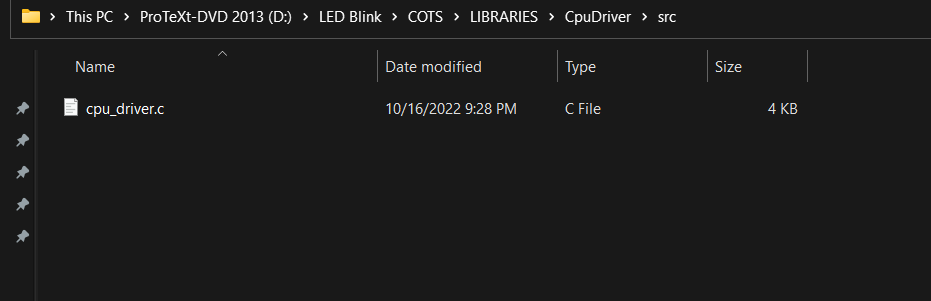 This PC > ProTeXt-DVD 2013 (D:) > LED Blink > COTS > LIBRARIES > CpuDriver > src
Name Date modified Type Size
cpu_driver.c 10/16/2022 9:28 PM C File 4 KB